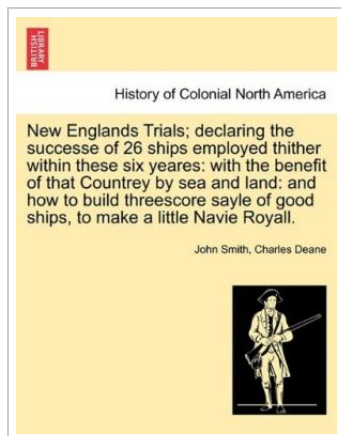 BRITISH
LIBRARY
History of Colonial North America
New Englands Trials; declaring the
successe of 26 ships employed thither
within these six yeares: with the benefit
of that Countrey by sea and land: and
how to build threescore sayle of good
ships, to make a little Navie Royall.
John Smith, Charles Deane